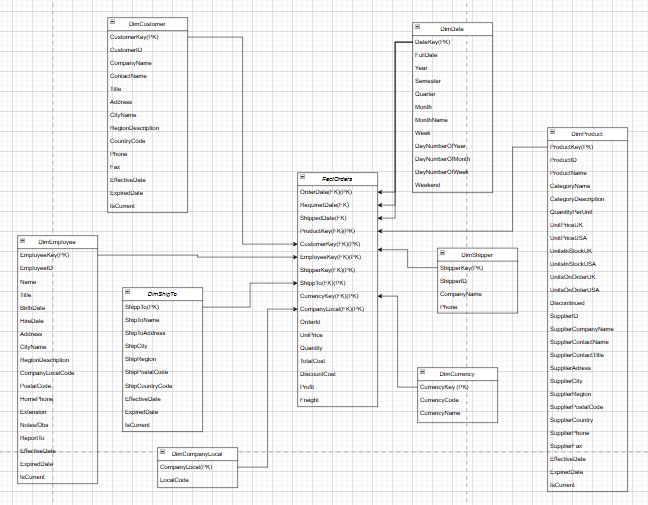 DimCustomer
CustomerKey(PK)
CustomerID
CompanyName
ContactName
Title
Address
CityName
RegionDescription
CountryCode
Phone
Fax
EffectiveDate
ExpiredDate
IsCurrent
DimDate
DateKey(PK)
FullDate
Year
Semester
Quarter
Month
MonthName
Week
DayNumberOfYear
DayNumberOfMonth
DayNumberOfWeek
Weekend
DimProduct
ProductKey(PK)
ProductID
ProductName
CategoryName
CategoryDescription
QuantityPerUnit
UnitPriceUK
UnitPriceUSA
UnitsInStockUK
UnitsInStockUSA
UnitsOnOrderUK
UnitsOnOrderUSA
Discontinued
SupplierID
SupplierCompanyName
SupplierContactName
SupplierContactTitle
SupplierAdress
SupplierCity
SupplierRegion
SupplierPostalCode
SupplierCountry
SupplierPhone
SupplierFax
EffectiveDate
ExpiredDate
IsCurrent
FactOrders
OrderDate(FK)(PK)
RequiredDate(FK)
ShippedDate(FK)
ProductKey(FK)(PK)
CustomerKey(FK)(PK)
EmployeeKey(FK)(PK)
ShipperKey(FK)(PK)
ShippTo(FK)(PK)
CurrencyKey(FK)(PK)
CompanyLocal(FK)(PK)
OrderId
UniPrice
Quantity
TotalCost
DiscountCost
Profit
Freight
DimEmployee
EmployeeKey(PK)
EmployeeID
Name
Title
BirthDate
HireDate
Address
CityName
RegionDescription
CompanyLocalCode
PostalCode
HomePhone
Extension
Notes/Obs
ReportTo
EffectiveDate
ExpiredDate
IsCurrent
DimShipTo
ShippTo(PK)
ShipToName
ShipToAddress
ShipCity
ShipRegion
ShipPostalCode
ShipCountryCode
EffectiveDate
ExpiredDate
IsCurrent
DimShipper
ShipperKey(PK)
ShipperID
CompanyName
Phone
DimCurrency
CurrencyKey (PK)
CurrencyCode
CurrencyName
DimCompanyLocal
CompanyLocal(PK)
LocalCode